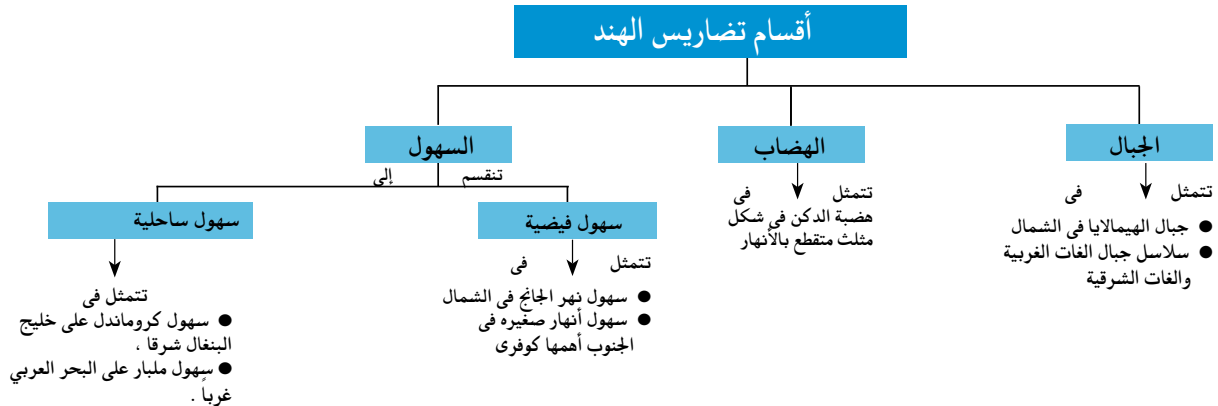 أقسام تضاريس الهند
الجبال
تتمثل فى
● جبال الهيمالايا فى الشمال
● سلاسل جبال الغات الغربية
والغات الشرقية
الهضاب
تتمثل فى
هضبة الدكن فى شكل
مثلث متقطع بالأنهار
السهول
تنقسم إلى
سهول فيضية
تتمثل فى
● سهول نهر الجانج فى الشمال
● سهول أنهار صغيره فى
الجنوب أهمها كوفرى
سهول ساحلية
تتمثل فى
● سهول كروماندل على خليج
البنغال شرقا ،
● سهول ملبار على البحر العربي
غرباً .